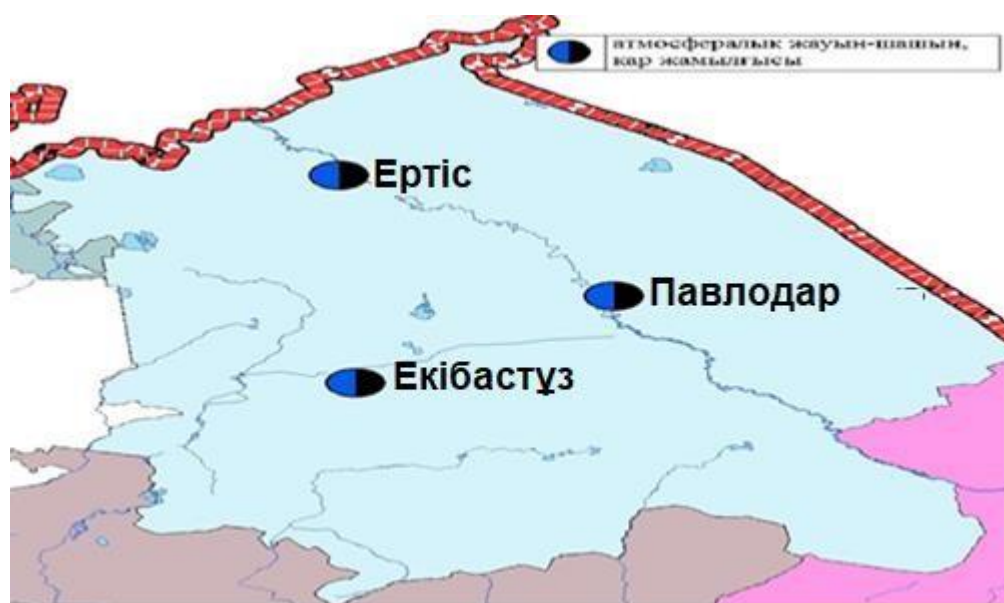 атмосфералық жауын-шашын,
қар жамылғысы
Ертіс
Павлодар
Екібастұз